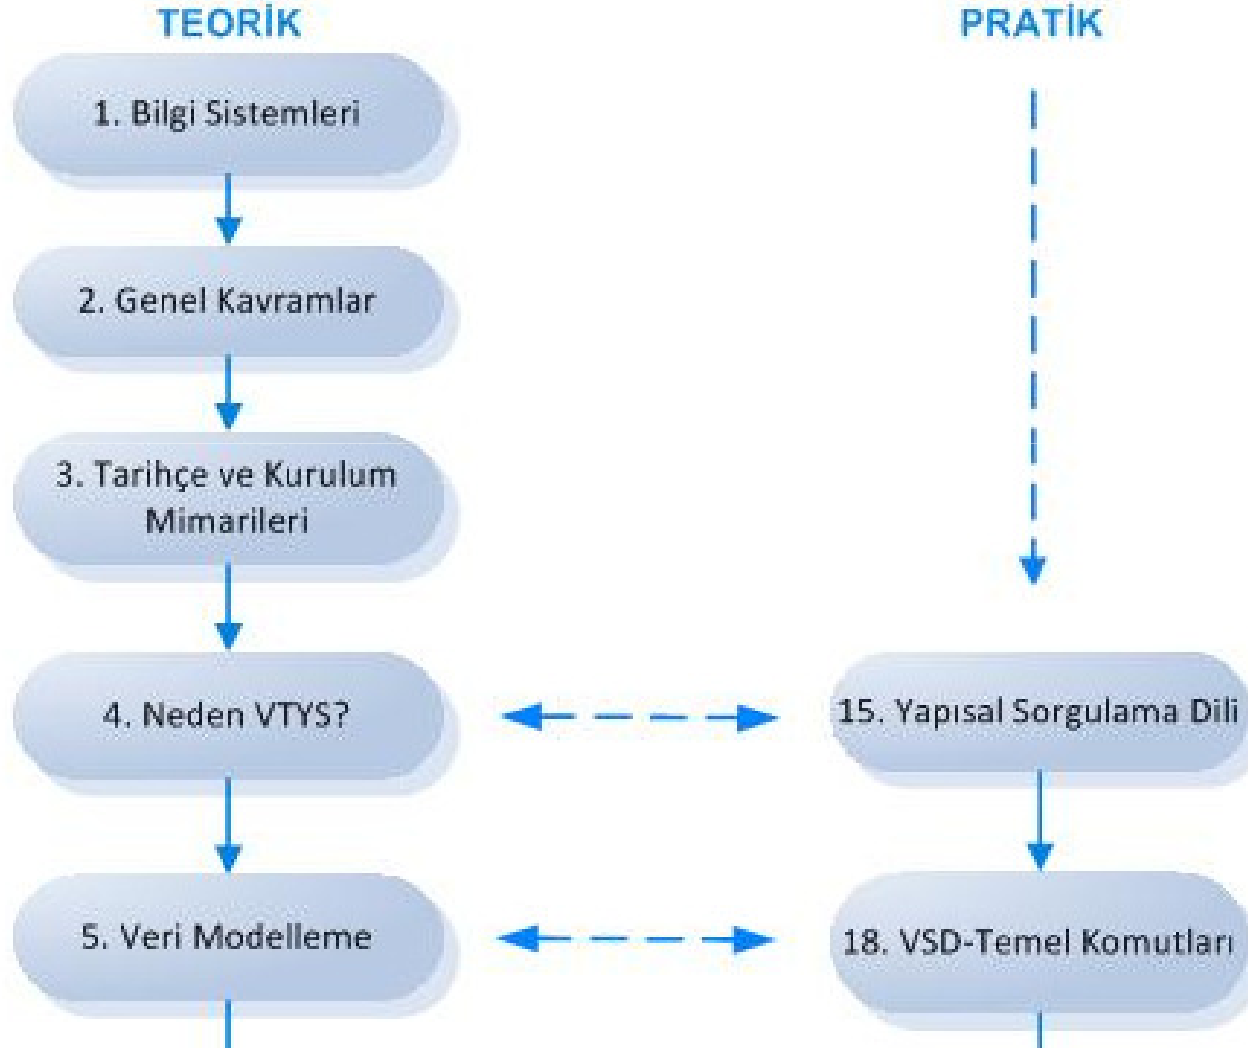 TEORİK
PRATİK
1. Bilgi Sistemleri
2. Genel Kavramlar
3. Tarihçe ve Kurulum
Mimarileri
4. Neden VTYS?
15. Yapısal Sorgulama Dili
5. Veri Modelleme
18. VSD-Temel Komutları